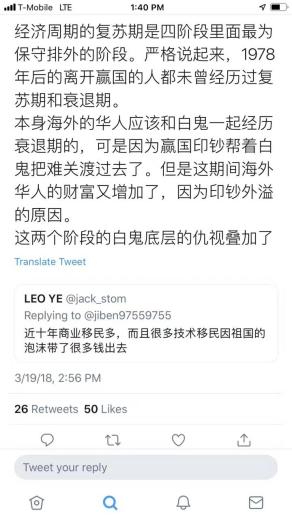 T-Mobile LTE 1:40 PM
经济周期的复苏期是四阶段里面最为
保守排外的阶段。严格说起来，1978
年后的离开赢国的人都未曾经历过复
苏期和衰退期。
本身海外的华人应该和白鬼一起经历
衰退期的，可是因为赢国印钞帮着白
鬼把难关渡过去了。但是这期间海外
华人的财富又增加了，因为印钞外溢
的原因。
这两个阶段的白鬼底层的仇视叠加了
Translate Tweet
LEO YE @jack_stom
Replying to @jiben97559755
近十年商业移民多，而且很多技术移民因祖国的
泡沫带了很多钱出去
3/19/18, 2:56 PM
26 Retweets 50 Likes
Tweet your reply